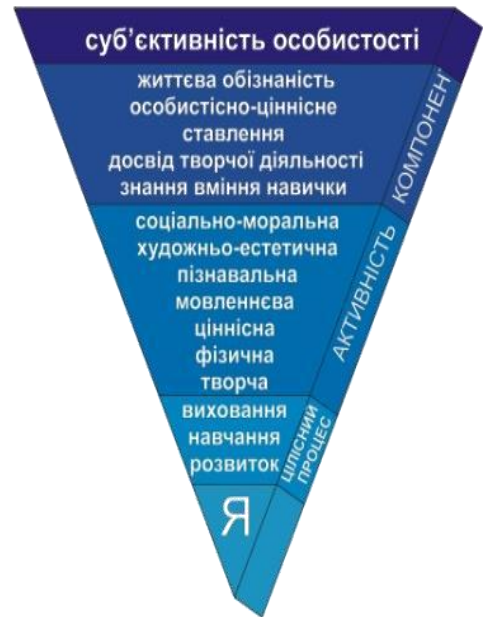 суб'єктивність особистості
життєва обізнаність
особистісно-ціннісне
ставлення
досвід творчої діяльності
знання вміння навички
КОМПОНЕНТ
соціально-моральна
художньо-естетична
пізнавальна
мовленнєва
ціннісна
фізична
творча
АКТИВНІСТЬ
виховання
навчання
розвиток
ЦІЛІСНИЙ
ПРОЦЕС
Я